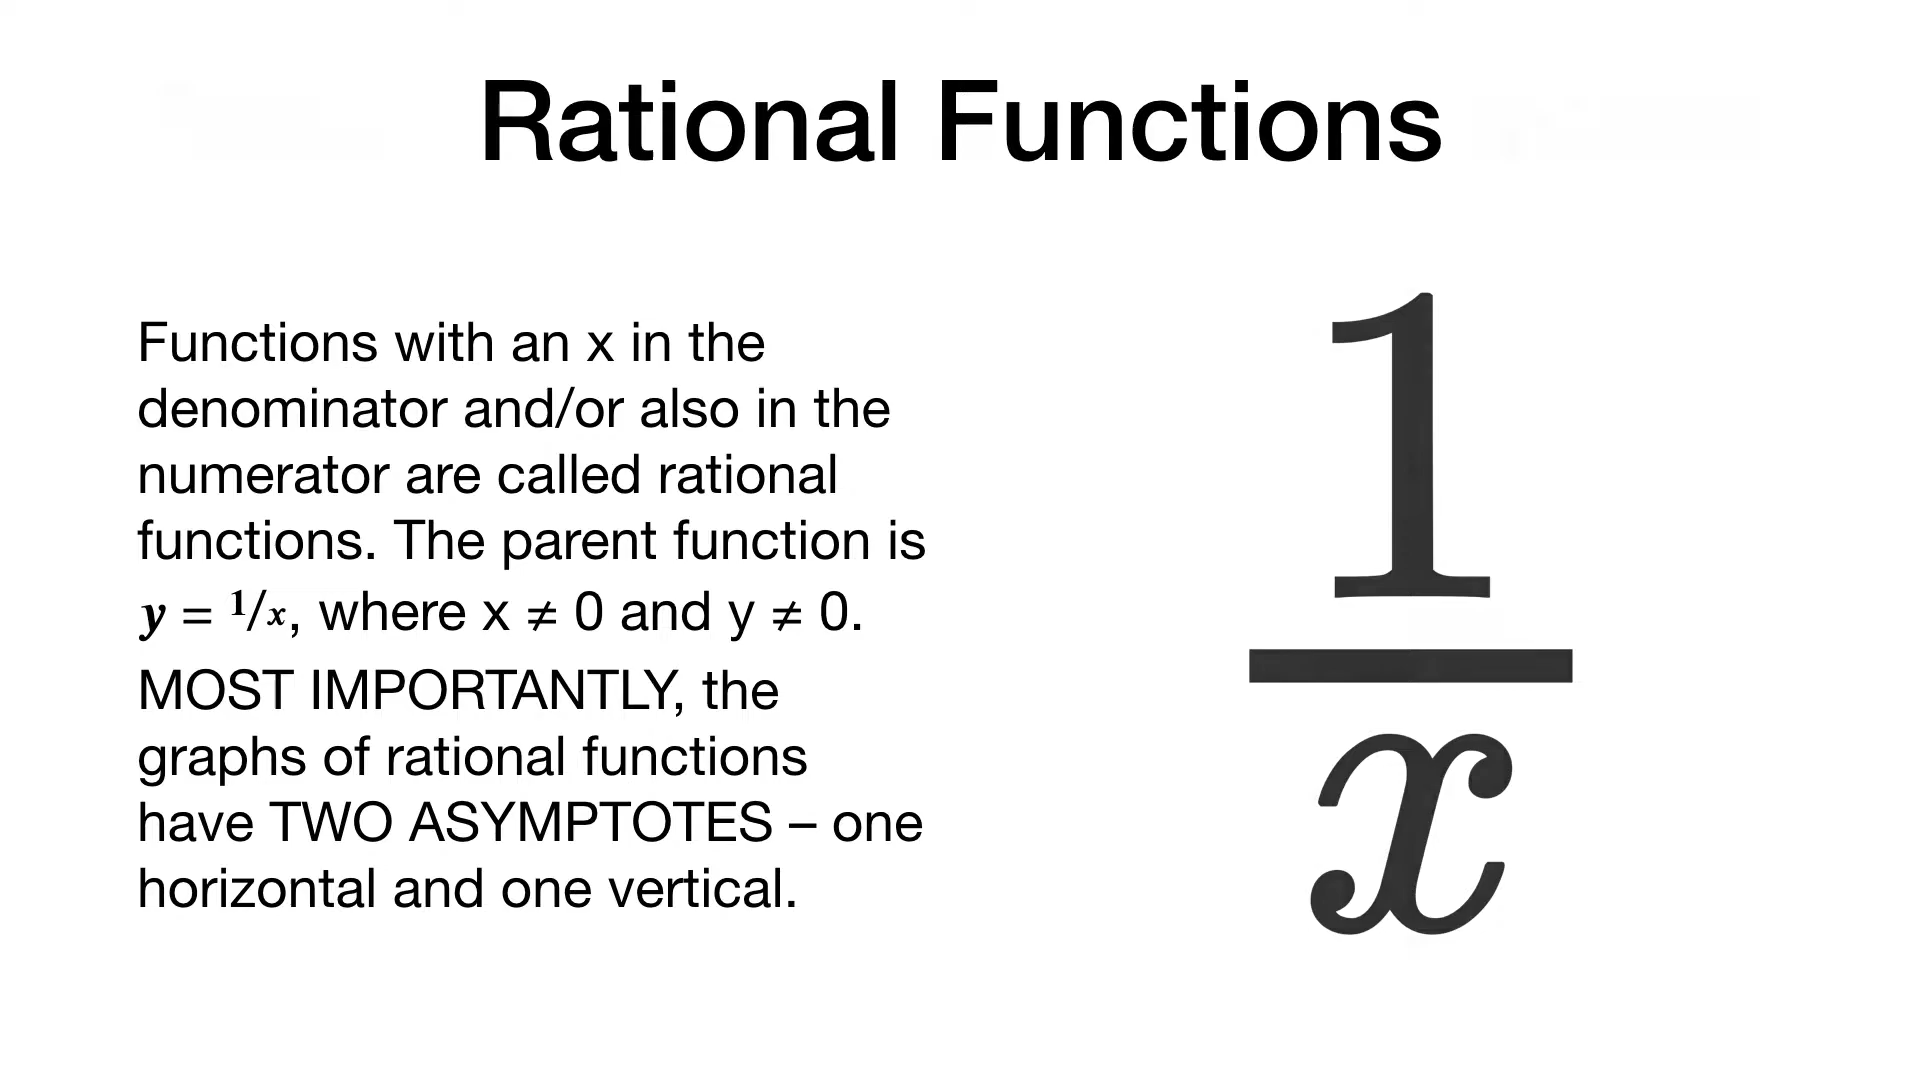 Rational Functions
Functions with an x in the
denominator and/or also in the
numerator are called rational
functions. The parent function is
y = 1/x, where x ≠ 0 and y ≠ 0.
MOST IMPORTANTLY, the
graphs of rational functions
have TWO ASYMPTOTES – one
horizontal and one vertical.
1
x